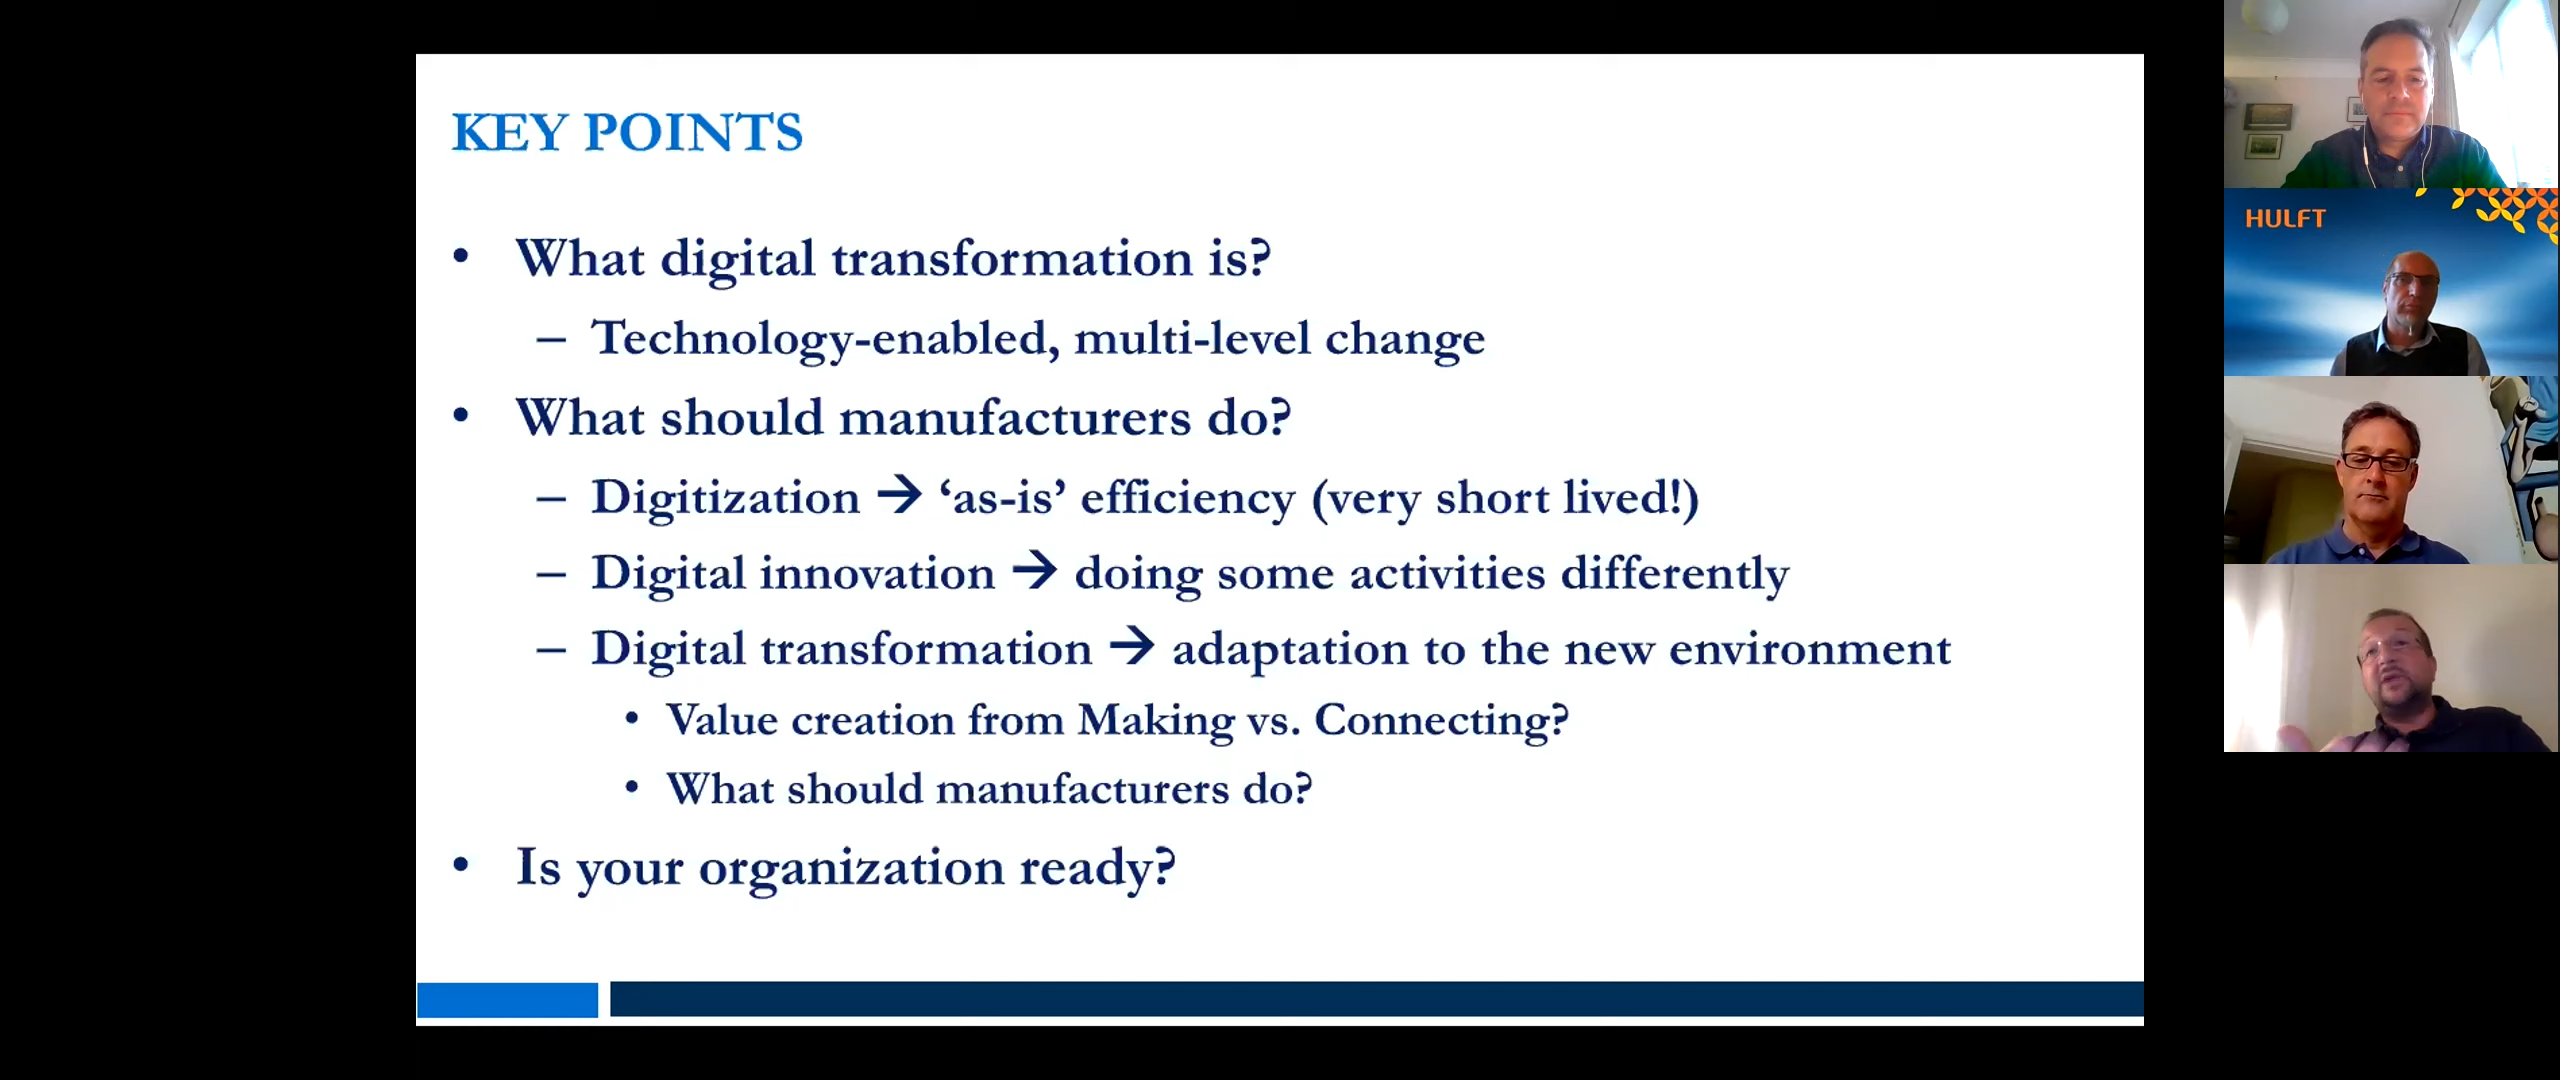 KEY POINTS
• What digital transformation is?
– Technology-enabled, multi-level change
• What should manufacturers do?
– Digitization → ‘as-is’ efficiency (very short lived!)
– Digital innovation → doing some activities differently
– Digital transformation → adaptation to the new environment
• Value creation from Making vs. Connecting?
• What should manufacturers do?
• Is your organization ready?
HULFT